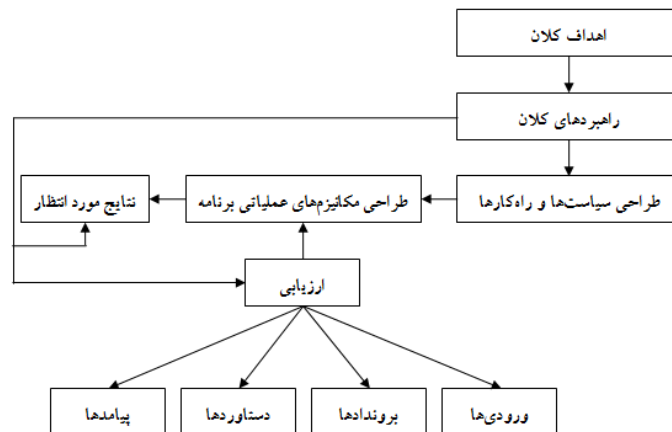 اهداف کلان
راهبردهای کلان
طراحی سیاست‌ها و راه‌کارها
طراحی مکانیزم‌های عملیاتی برنامه
نتایج مورد انتظار
ارزیابی
ورودی‌ها
بروندادها
دستاوردها
پیامدها